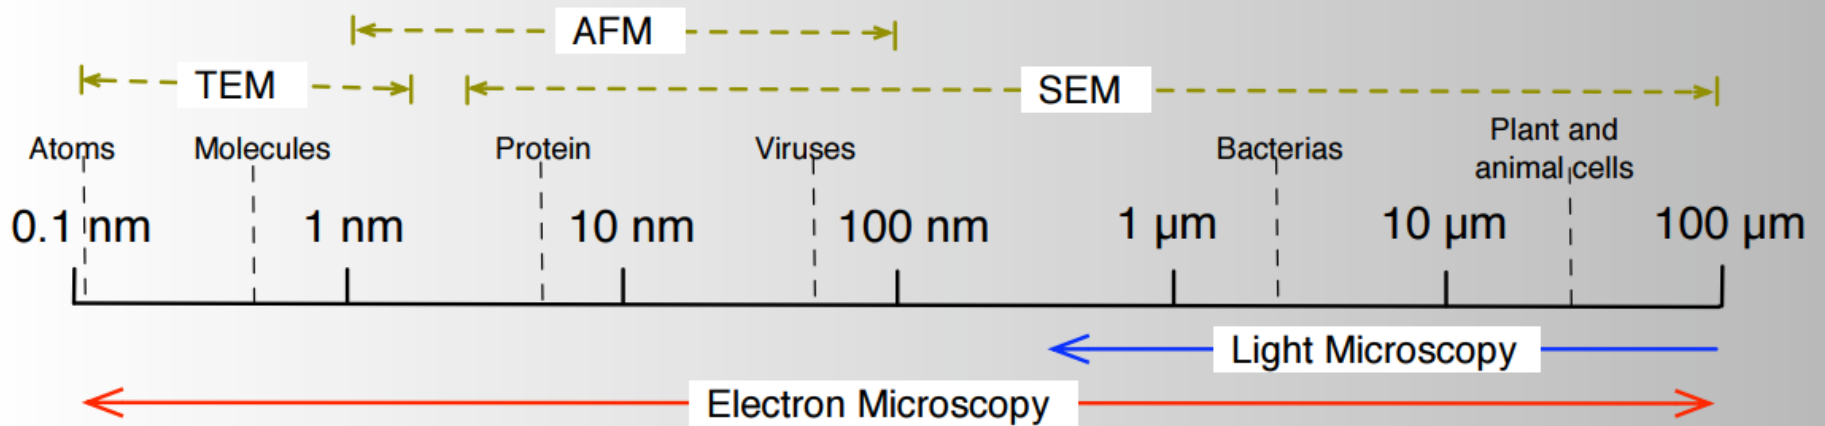 AFM
TEM
SEM
Atoms
Molecules
Protein
Viruses
Bacterias
Plant and
animal cells
0.1 nm
1 nm
10 nm
100 nm
1 µm
10 µm
100 µm
Light Microscopy
Electron Microscopy